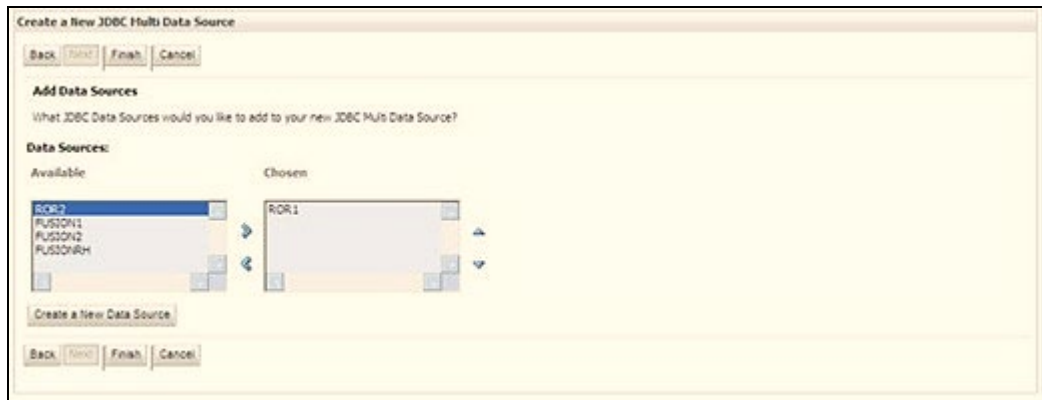 Create a New JDBC Multi Data Source
Back Next Finish Cancel
Add Data Sources
What JDBC Data Sources would you like to add to your new JDBC Multi Data Source?
Data Sources:
Available Chosen
ROR2
FUSION1
FUSION2
FUSIONRH
ROR1
Create a New Data Source
Back Next Finish Cancel